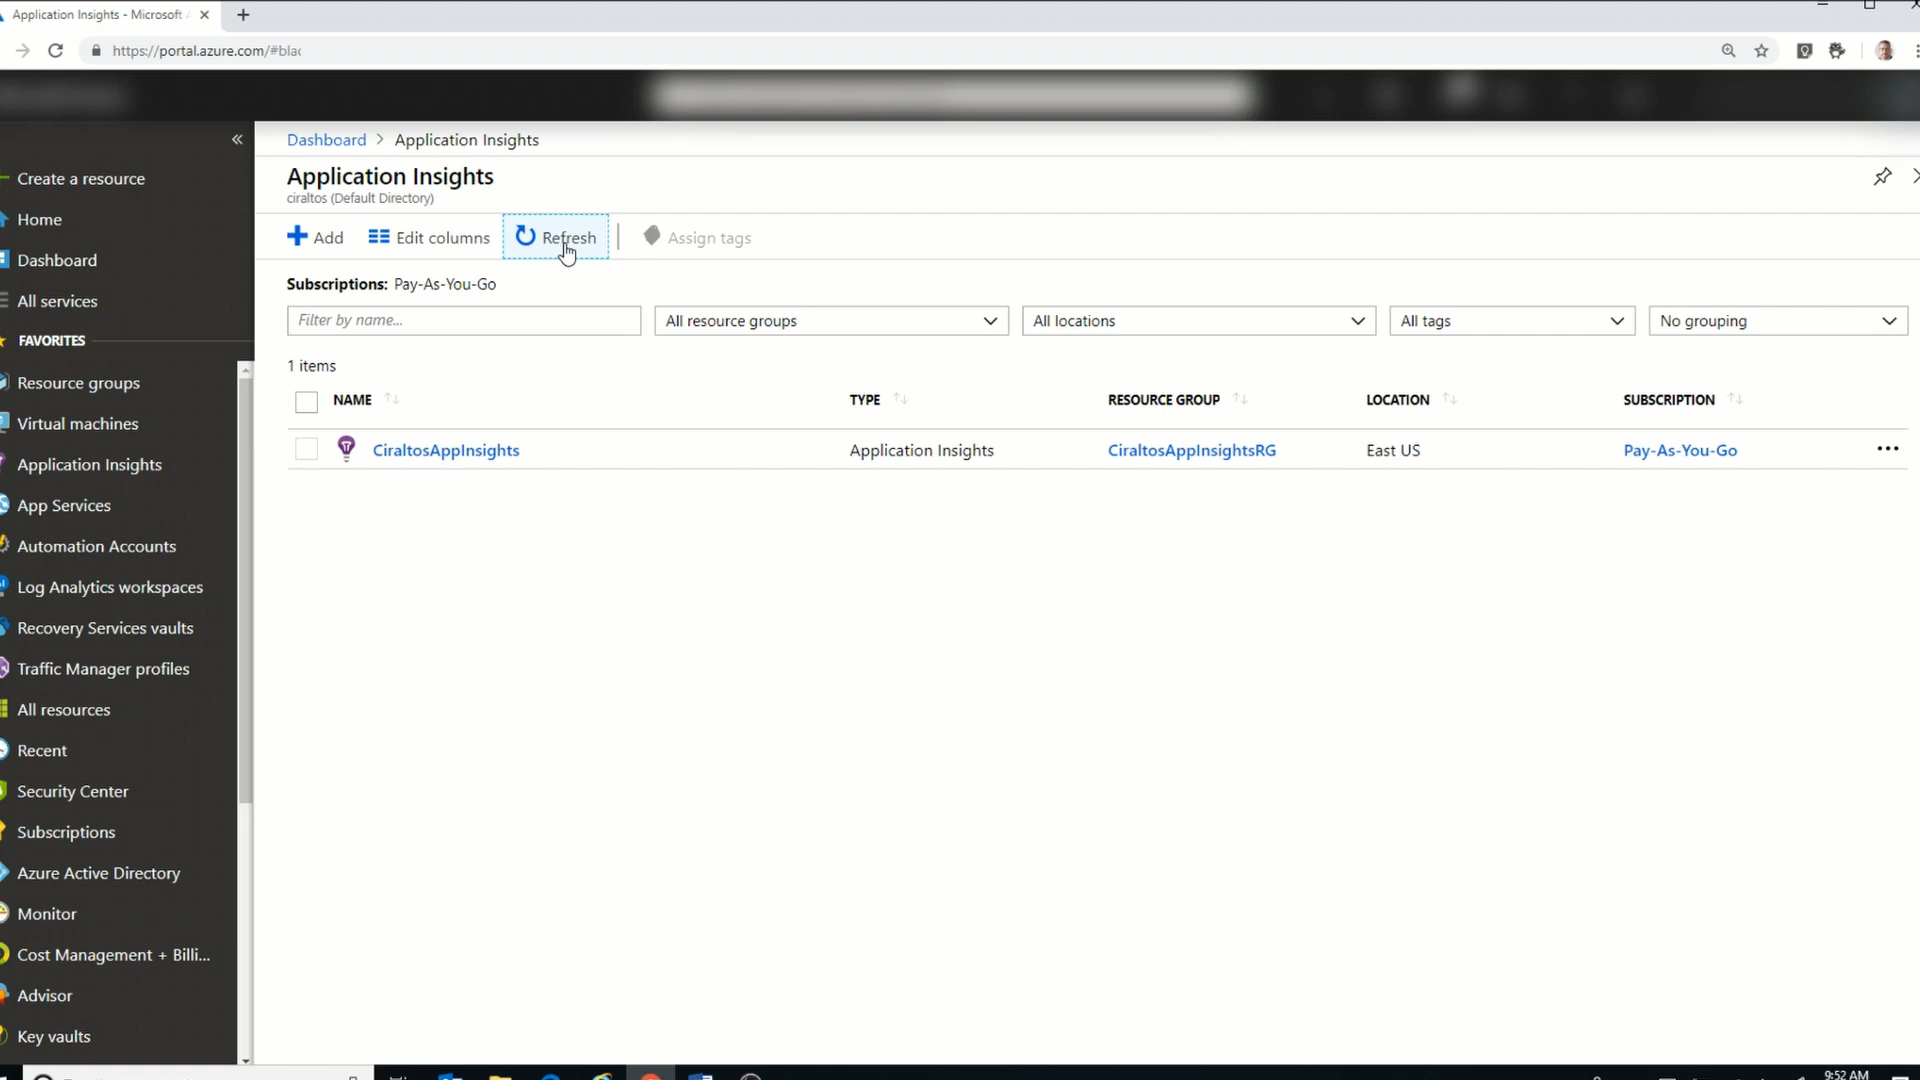 Application Insights - Microsoft
https://portal.azure.com/#blac
Dashboard > Application Insights
Application Insights
ciraltos (Default Directory)
Add
Edit columns
Refresh
Assign tags
Subscriptions: Pay-As-You-Go
Filter by name...
All resource groups
All locations
All tags
No grouping
1 items
NAME
TYPE
RESOURCE GROUP
LOCATION
SUBSCRIPTION
CiraltosAppInsights
Application Insights
CiraltosAppInsightsRG
East US
Pay-As-You-Go
Create a resource
Home
Dashboard
All services
FAVORITES
Resource groups
Virtual machines
Application Insights
App Services
Automation Accounts
Log Analytics workspaces
Recovery Services vaults
Traffic Manager profiles
All resources
Recent
Security Center
Subscriptions
Azure Active Directory
Monitor
Cost Management + Billi...
Advisor
Key vaults
9:52 AM